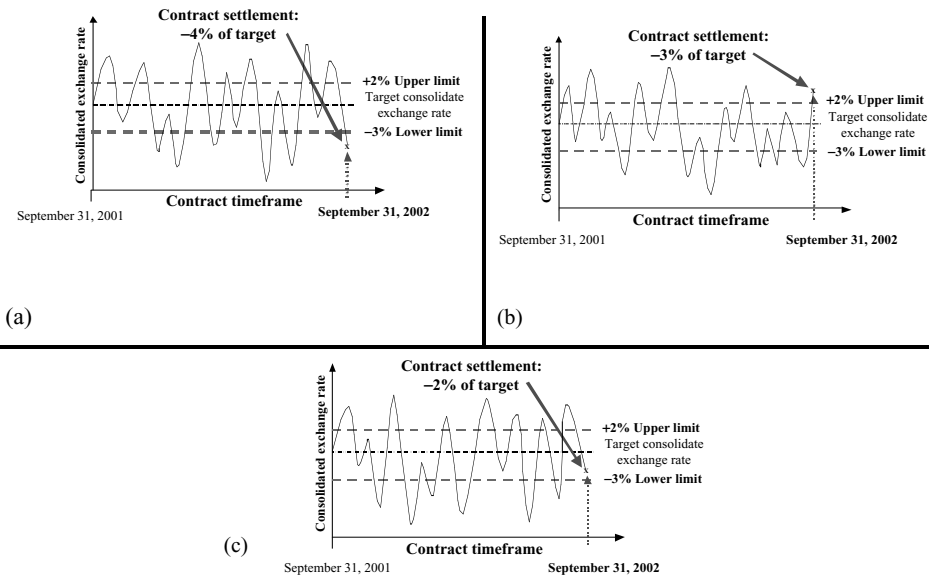 Contract settlement:
–4% of target
Consolidated exchange rate
+2% Upper limit
Target consolidate
exchange rate
–3% Lower limit
Contract timeframe
September 31, 2001
September 31, 2002
(a)
Contract settlement:
–3% of target
Consolidated exchange rate
+2% Upper limit
Target consolidate
exchange rate
–3% Lower limit
Contract timeframe
September 31, 2001
September 31, 2002
(b)
Contract settlement:
–2% of target
Consolidated exchange rate
+2% Upper limit
Target consolidate
exchange rate
–3% Lower limit
Contract timeframe
(c)
September 31, 2001
September 31, 2002